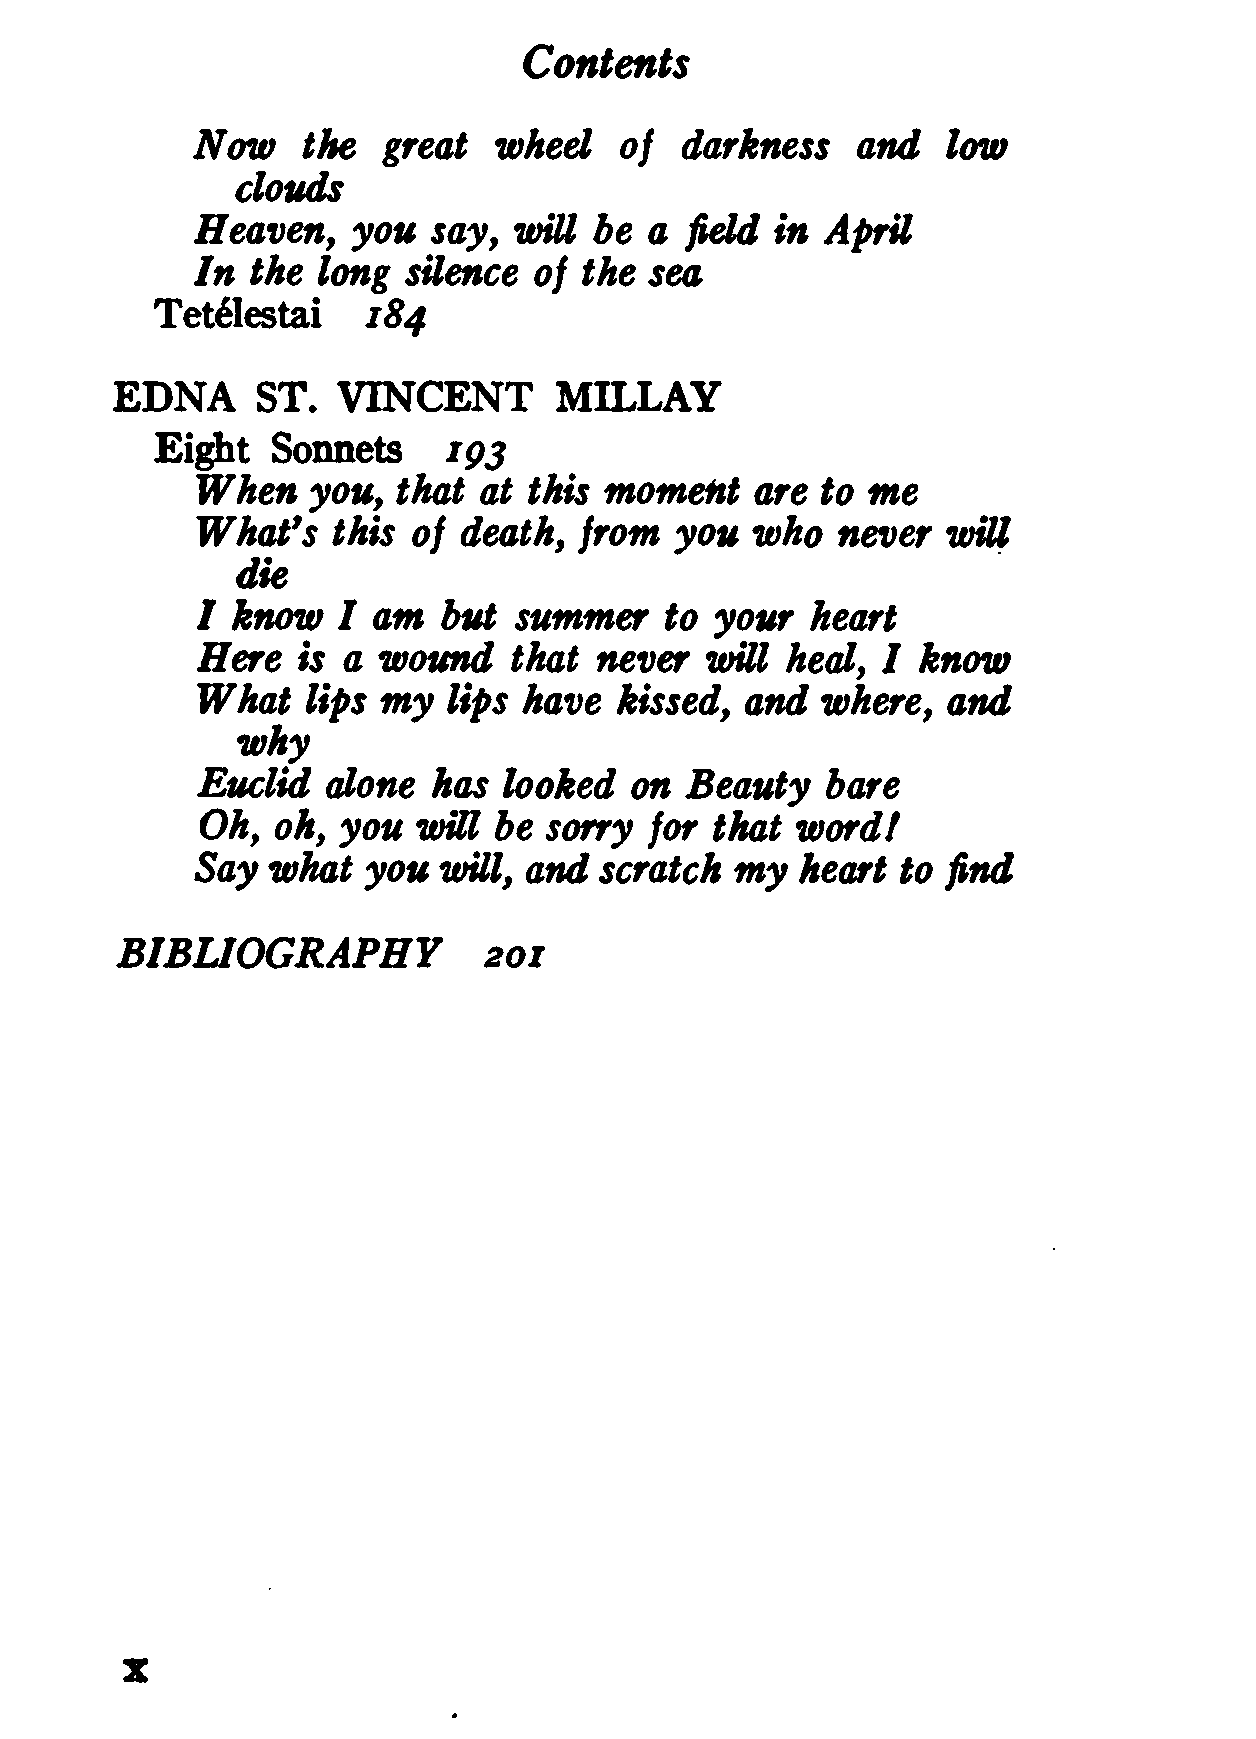 Contents
Now the great wheel of darkness and low
clouds
Heaven, you say, will be a field in April
In the long silence of the sea
Tetélestai 184
EDNA ST. VINCENT MILLAY
Eight Sonnets 193
When you, that at this moment are to me
What's this of death, from you who never will
die
I know I am but summer to your heart
Here is a wound that never will heal, I know
What lips my lips have kissed, and where, and
why
Euclid alone has looked on Beauty bare
Oh, oh, you will be sorry for that word!
Say what you will, and scratch my heart to find
BIBLIOGRAPHY 201
x